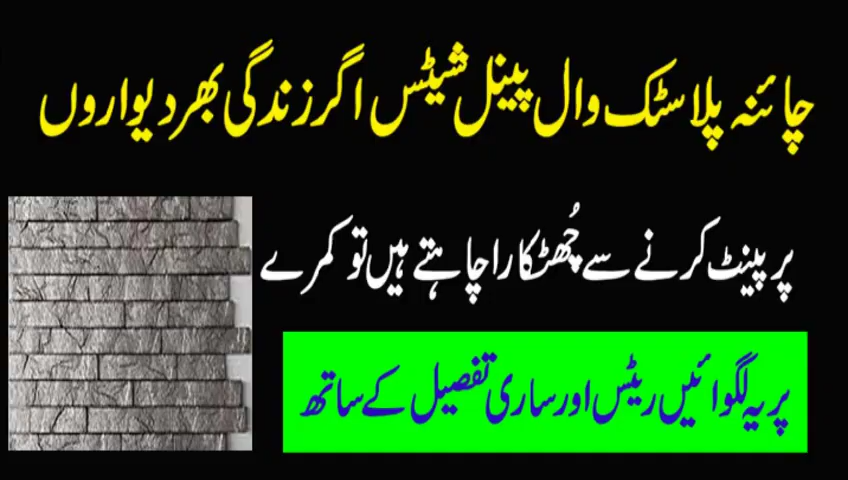 چائنہ پلاسٹک وال پینل شیٹس اگر زندگی بھر دیواروں
پر پینٹ کرنے سے چُھٹکارا چاہتے ہیں تو کمرے
پر یہ لگوائیں ریٹس اور ساری تفصیل کے ساتھ